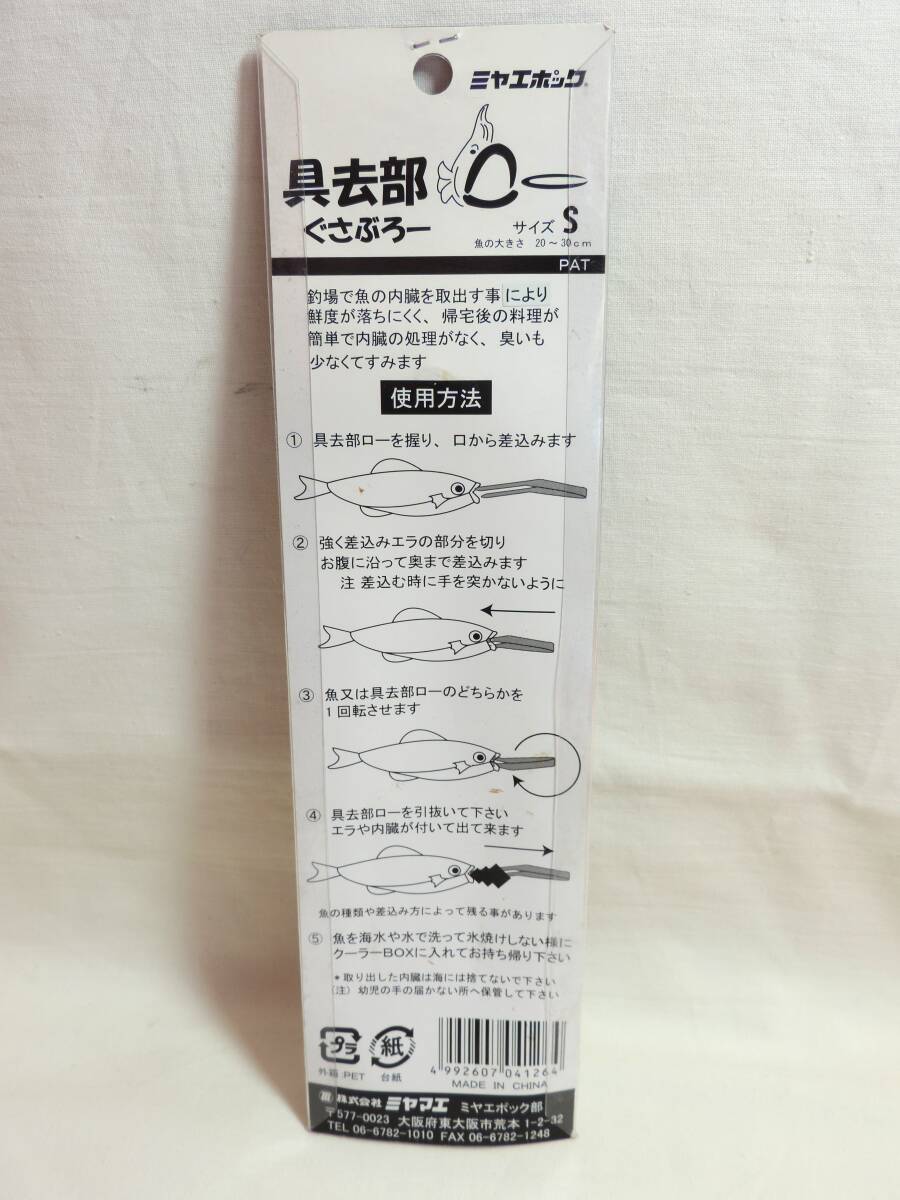 ミヤエポック
具去部
ぐさぶろー
サイズ S
魚の大きさ 20〜30cm
PAT
釣場で魚の内臓を取出す事により
鮮度が落ちにくく、帰宅後の料理が
簡単で内臓の処理がなく、臭いも
少なくてすみます
使用方法
① 具去部ローを握り、口から差込みます
② 強く差込みエラの部分を切り
お腹に沿って奥まで差込みます
注 差込む時に手を突かないように
③ 魚又は具去部ローのどちらかを
1回転させます
④ 具去部ローを引抜いて下さい
エラや内臓が付いて出て来ます
魚の種類や差込み方によって残る事があります
⑤ 魚を海水や水で洗って氷焼けしない様に
クーラーBOXに入れてお持ち帰り下さい
*取り出した内臓は海には捨てないで下さい
(注) 幼児の手の届かない所へ保管して下さい
プラ 紙
外箱:PET 台紙
4 992607 041264
MADE IN CHINA
株式会社 ミヤマエ ミヤエポック部
〒577-0023 大阪府東大阪市荒本1-2-32
TEL 06-6782-1010 FAX 06-6782-1248